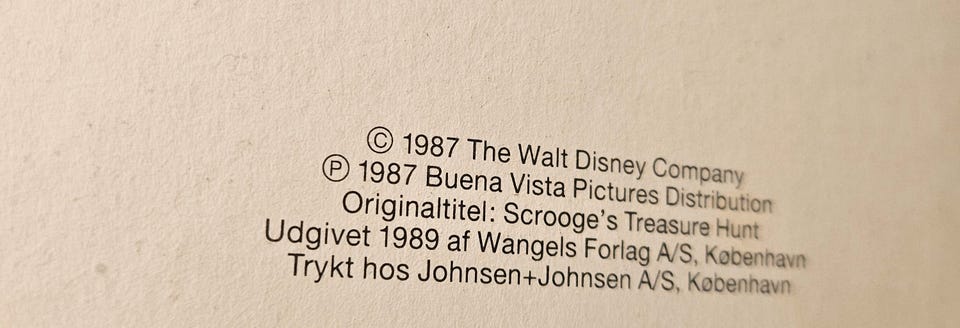 © 1987 The Walt Disney Company
℗ 1987 Buena Vista Pictures Distribution
Originaltitel: Scrooge's Treasure Hunt
Udgivet 1989 af Wangels Forlag A/S, København
Trykt hos Johnsen+Johnsen A/S, København